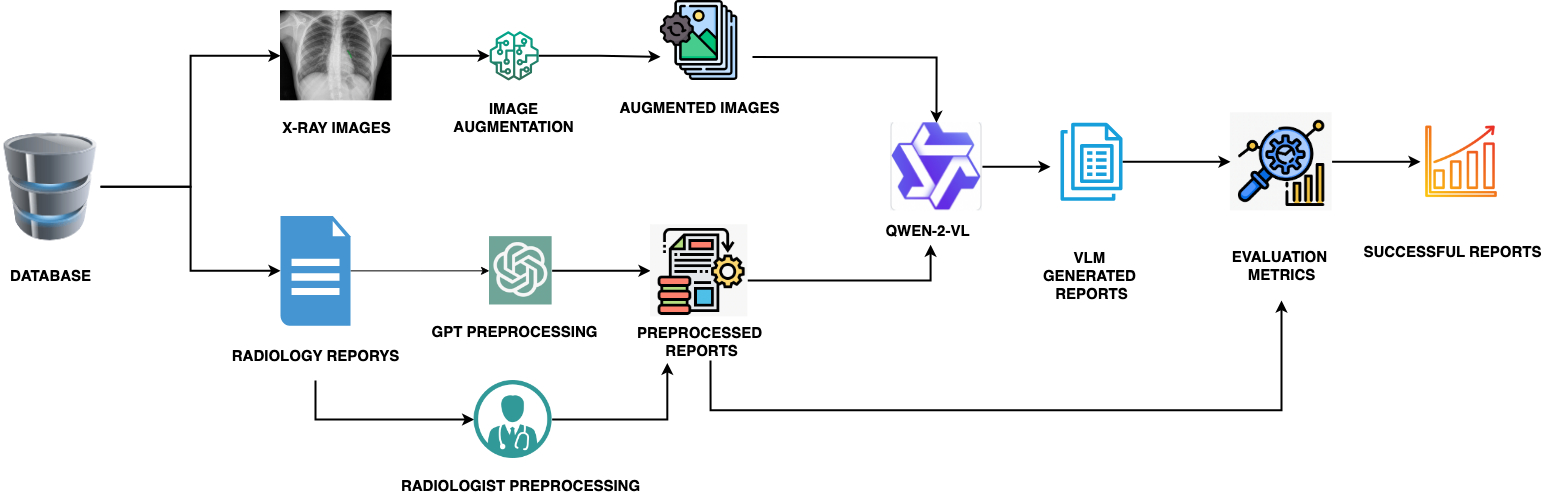 X-RAY IMAGES
IMAGE
AUGMENTATION
AUGMENTED IMAGES
DATABASE
QWEN-2-VL
VLM
GENERATED
REPORTS
EVALUATION
METRICS
SUCCESSFUL REPORTS
RADIOLOGY REPORYS
GPT PREPROCESSING
PREPROCESSED
REPORTS
RADIOLOGIST PREPROCESSING